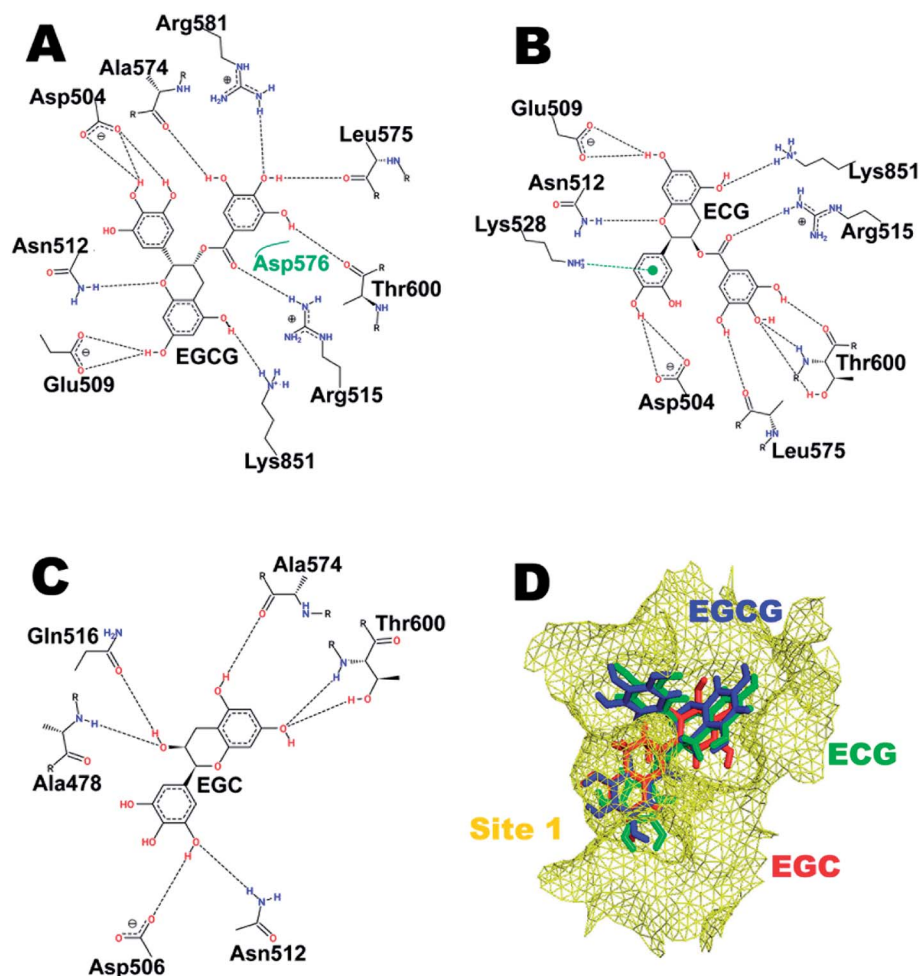 A
Arg581
Ala574
Asp504
Leu575
Asn512
Asp576
Thr600
EGCG
Glu509
Arg515
Lys851
B
Glu509
Asn512
Lys851
ECG
Lys528
Arg515
Thr600
Asp504
Leu575
C
Ala574
Gln516
Thr600
EGC
Ala478
Asn512
Asp506
D
EGCG
ECG
Site 1
EGC